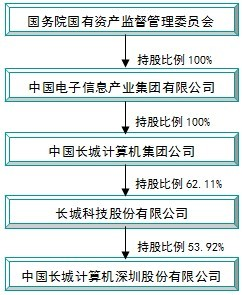 国务院国有资产监督管理委员会
持股比例 100%
中国电子信息产业集团有限公司
持股比例 100%
中国长城计算机集团公司
持股比例 62.11%
长城科技股份有限公司
持股比例 53.92%
中国长城计算机深圳股份有限公司